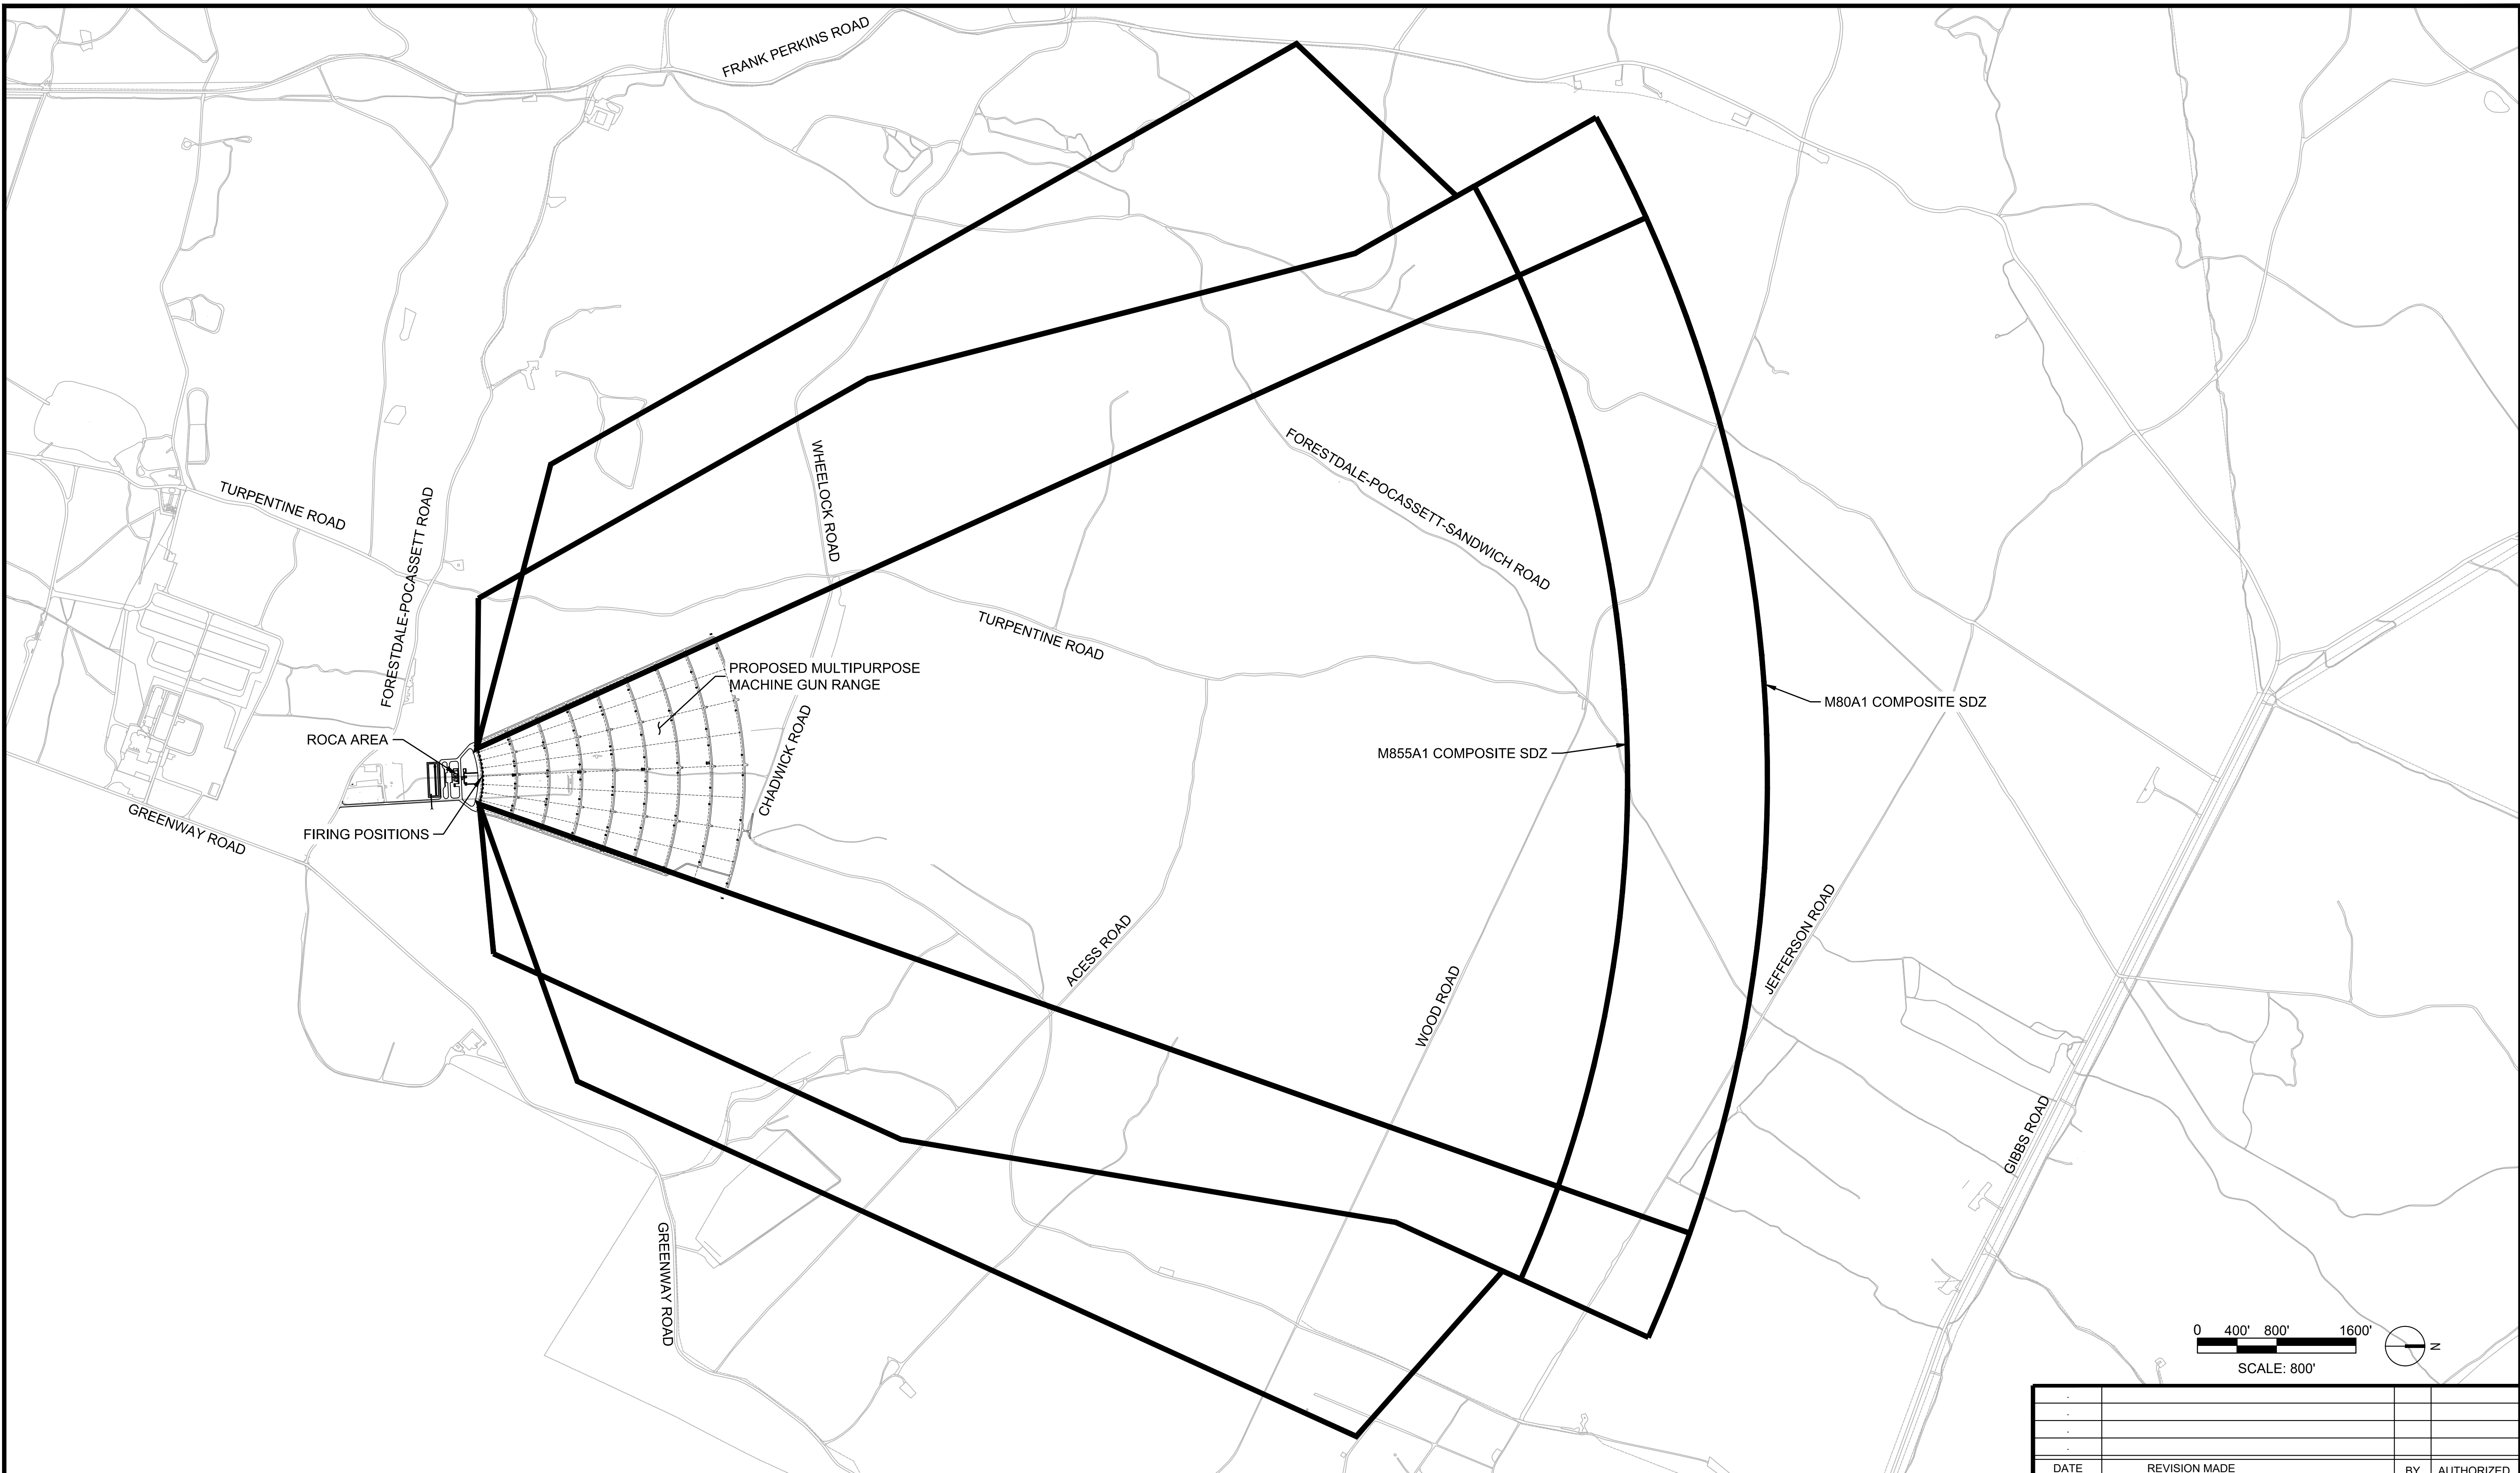 FRANK PERKINS ROAD
WHEELOCK ROAD
FORESTDALE-POCASSETT-SANDWICH ROAD
TURPENTINE ROAD
FORESTDALE-POCASSETT ROAD
TURPENTINE ROAD
PROPOSED MULTIPURPOSE
MACHINE GUN RANGE
M80A1 COMPOSITE SDZ
ROCA AREA
M855A1 COMPOSITE SDZ
CHADWICK ROAD
GREENWAY ROAD
FIRING POSITIONS
ACESS ROAD
JEFFERSON ROAD
WOOD ROAD
GIBBS ROAD
GREENWAY ROAD
0 400' 800' 1600'
N
SCALE: 800'
DATE REVISION MADE BY AUTHORIZED